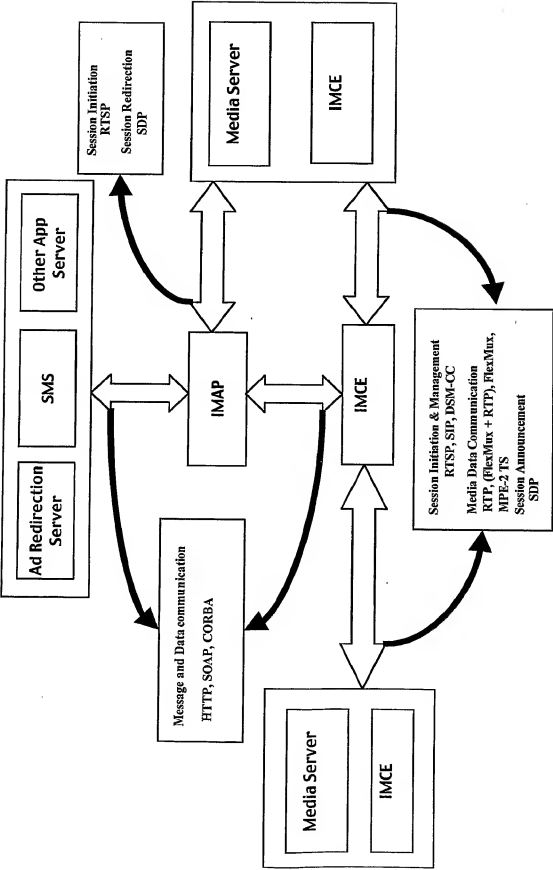 Ad Redirection
Server
SMS
Other App
Server
Session Initiation
RTSP
Session Redirection
SDP
Message and Data communication
HTTP, SOAP, CORBA
IMAP
Media Server
IMCE
IMCE
Media Server
IMCE
Session Initiation & Management
RTSP, SIP, DSM-CC
Media Data Communication
RTP, (FlexMux + RTP), FlexMux,
MPE-2 TS
Session Announcement
SDP